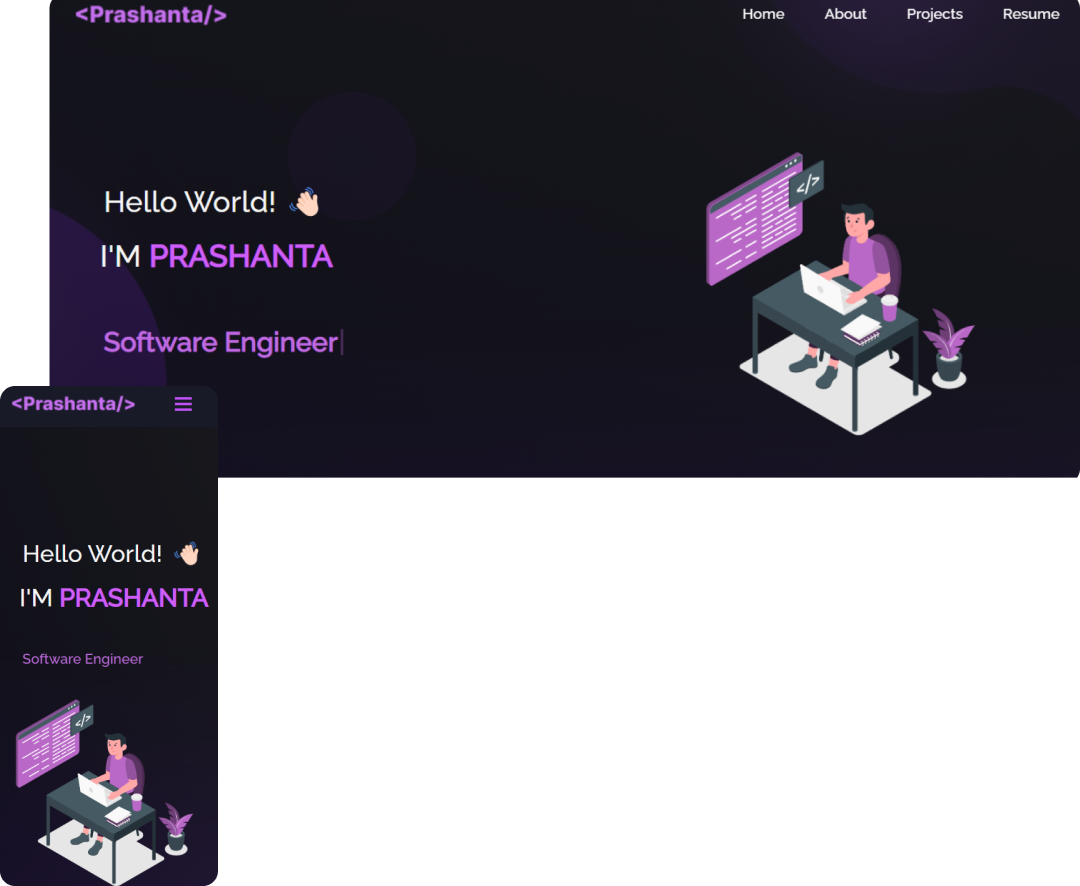 <Prashanta/>
Home About Projects Resume
Hello World! 👋🏻
I'M PRASHANTA
Software Engineer|
</>
<Prashanta/>
Hello World! 👋🏻
I'M PRASHANTA
Software Engineer
</>